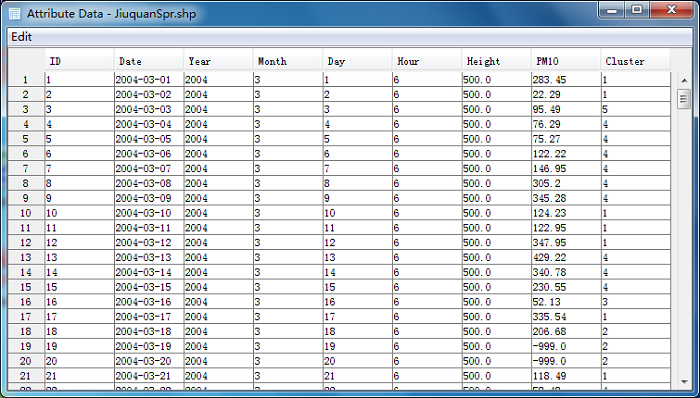 Attribute Data - JiuquanSpr.shp
Edit
ID Date Year Month Day Hour Height PM10 Cluster
1 1 2004-03-01 2004 3 1 6 500.0 283.45 1
2 2 2004-03-02 2004 3 2 6 500.0 22.29 1
3 3 2004-03-03 2004 3 3 6 500.0 95.49 5
4 4 2004-03-04 2004 3 4 6 500.0 76.29 4
5 5 2004-03-05 2004 3 5 6 500.0 75.27 4
6 6 2004-03-06 2004 3 6 6 500.0 122.22 4
7 7 2004-03-07 2004 3 7 6 500.0 146.95 4
8 8 2004-03-08 2004 3 8 6 500.0 305.2 4
9 9 2004-03-09 2004 3 9 6 500.0 345.28 4
10 10 2004-03-10 2004 3 10 6 500.0 124.23 1
11 11 2004-03-11 2004 3 11 6 500.0 122.95 1
12 12 2004-03-12 2004 3 12 6 500.0 347.95 1
13 13 2004-03-13 2004 3 13 6 500.0 429.22 4
14 14 2004-03-14 2004 3 14 6 500.0 340.78 4
15 15 2004-03-15 2004 3 15 6 500.0 230.55 4
16 16 2004-03-16 2004 3 16 6 500.0 52.13 3
17 17 2004-03-17 2004 3 17 6 500.0 335.54 1
18 18 2004-03-18 2004 3 18 6 500.0 206.68 2
19 19 2004-03-19 2004 3 19 6 500.0 -999.0 2
20 20 2004-03-20 2004 3 20 6 500.0 -999.0 2
21 21 2004-03-21 2004 3 21 6 500.0 118.49 1